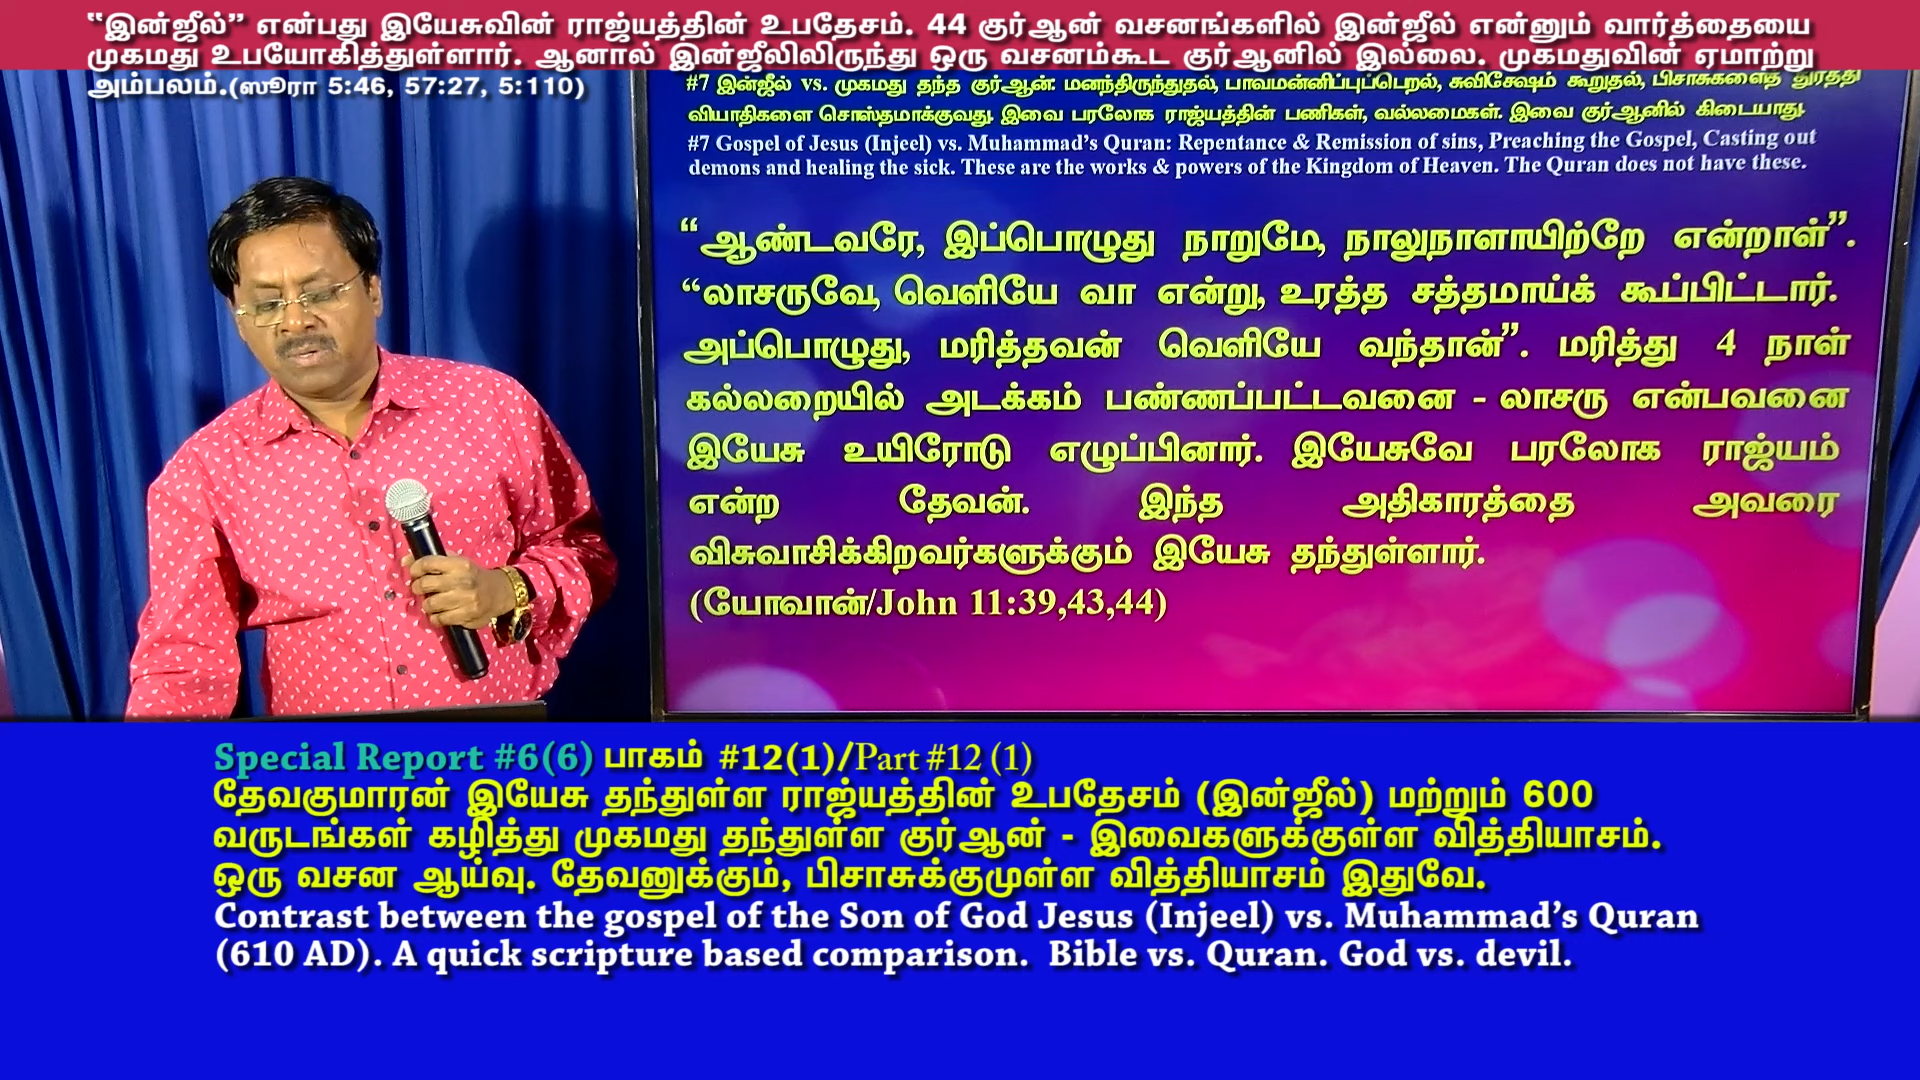 “இன்ஜீல்” என்பது இயேசுவின் ராஜ்யத்தின் உபதேசம். 44 குர்ஆன் வசனங்களில் இன்ஜீல் என்னும் வார்த்தையை
முகமது உபயோகித்துள்ளார். ஆனால் இன்ஜீலிலிருந்து ஒரு வசனம்கூட குர்ஆனில் இல்லை. முகமதுவின் ஏமாற்று
அம்பலம்.(ஸூரா 5:46, 57:27, 5:110)
#7 இன்ஜீல் vs. முகமது தந்த குர்ஆன்: மனந்திருந்துதல், பாவமன்னிப்புப்பெறல், சுவிசேஷம் கூறுதல், பிசாசுகளைத் துரத்தி
வியாதிகளை சொஸ்தமாக்குவது. இவை பரலோக ராஜ்யத்தின் பணிகள், வல்லமைகள். இவை குர்ஆனில் கிடையாது.
#7 Gospel of Jesus (Injeel) vs. Muhammad’s Quran: Repentance & Remission of sins, Preaching the Gospel, Casting out
demons and healing the sick. These are the works & powers of the Kingdom of Heaven. The Quran does not have these.
“ஆண்டவரே, இப்பொழுது நாறுமே, நாலுநாளாயிற்றே என்றாள்”.
“லாசருவே, வெளியே வா என்று, உரத்த சத்தமாய்க் கூப்பிட்டார்.
அப்பொழுது, மரித்தவன் வெளியே வந்தான்”. மரித்து 4 நாள்
கல்லறையில் அடக்கம் பண்ணப்பட்டவனை - லாசரு என்பவனை
இயேசு உயிரோடு எழுப்பினார். இயேசுவே பரலோக ராஜ்யம்
என்ற தேவன். இந்த அதிகாரத்தை அவரை
விசுவாசிக்கிறவர்களுக்கும் இயேசு தந்துள்ளார்.
(யோவான்/John 11:39,43,44)
Special Report #6(6) பாகம் #12(1)/Part #12 (1)
தேவகுமாரன் இயேசு தந்துள்ள ராஜ்யத்தின் உபதேசம் (இன்ஜீல்) மற்றும் 600
வருடங்கள் கழித்து முகமது தந்துள்ள குர்ஆன் - இவைகளுக்குள்ள வித்தியாசம்.
ஒரு வசன ஆய்வு. தேவனுக்கும், பிசாசுக்குமுள்ள வித்தியாசம் இதுவே.
Contrast between the gospel of the Son of God Jesus (Injeel) vs. Muhammad’s Quran
(610 AD). A quick scripture based comparison.  Bible vs. Quran. God vs. devil.